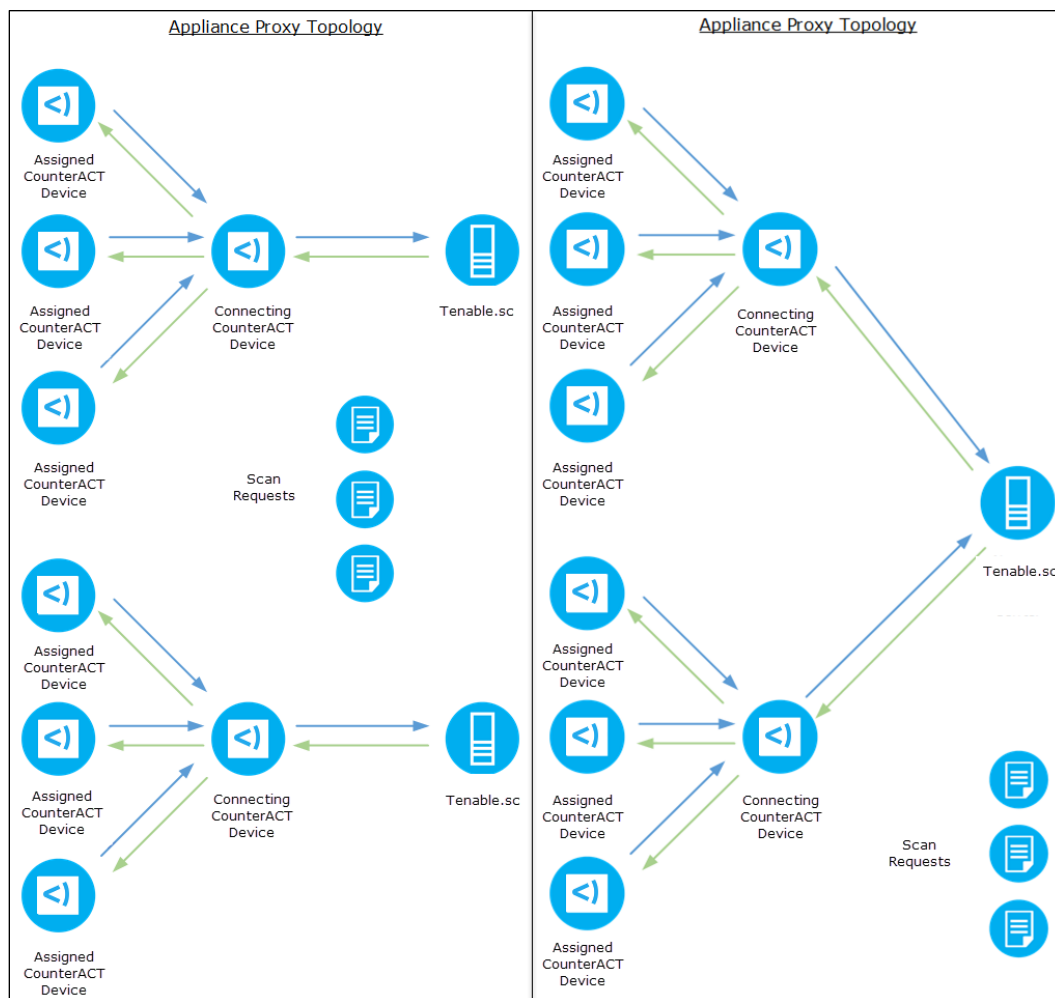 Appliance Proxy Topology
Assigned
CounterACT
Device
Assigned
CounterACT
Device
Connecting
CounterACT
Device
Tenable.sc
Assigned
CounterACT
Device
Scan
Requests
Assigned
CounterACT
Device
Assigned
CounterACT
Device
Connecting
CounterACT
Device
Tenable.sc
Assigned
CounterACT
Device
Appliance Proxy Topology
Assigned
CounterACT
Device
Assigned
CounterACT
Device
Connecting
CounterACT
Device
Assigned
CounterACT
Device
Tenable.sc
Assigned
CounterACT
Device
Assigned
CounterACT
Device
Connecting
CounterACT
Device
Scan
Requests
Assigned
CounterACT
Device